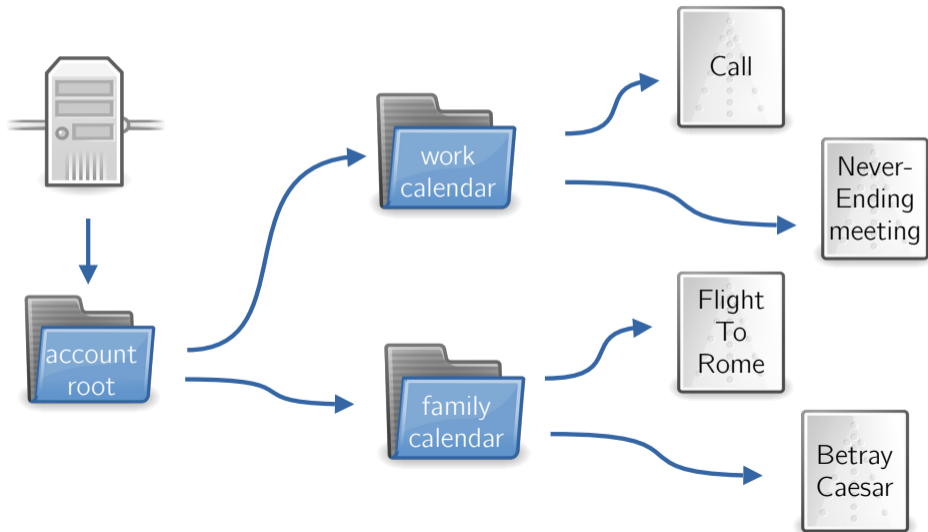 Call
work
calendar
Never-
Ending
meeting
Flight
To
Rome
account
root
family
calendar
Betray
Caesar